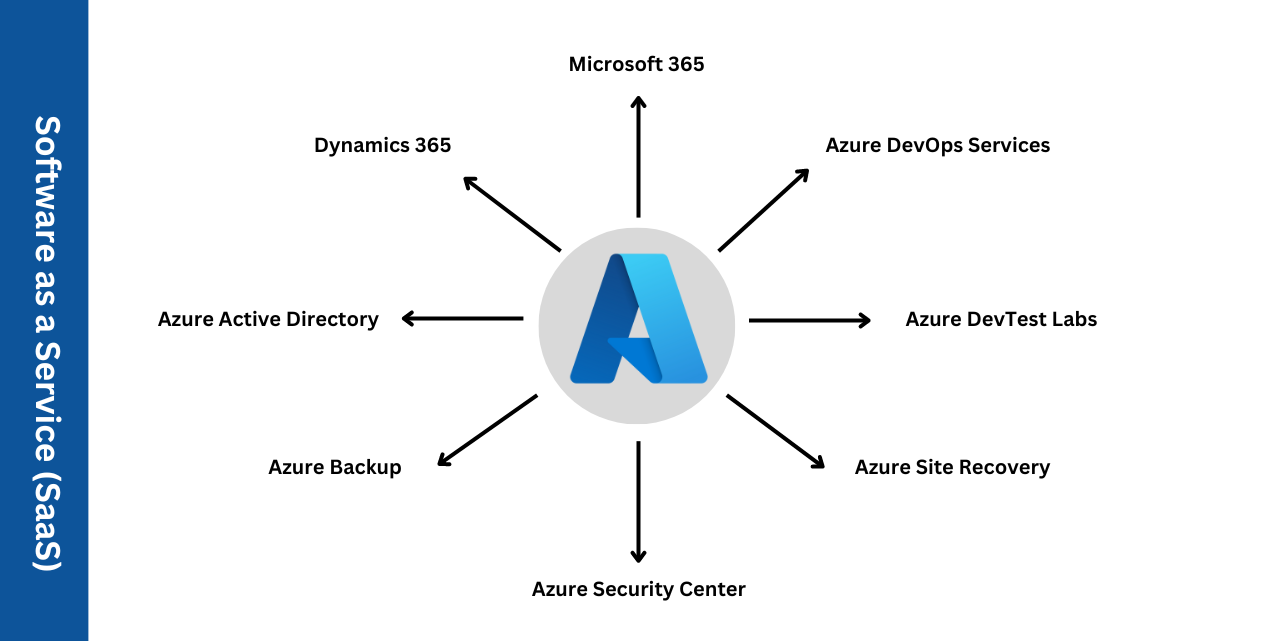 Software as a Service (SaaS)
Microsoft 365
Dynamics 365
Azure DevOps Services
Azure Active Directory
Azure DevTest Labs
Azure Backup
Azure Site Recovery
Azure Security Center